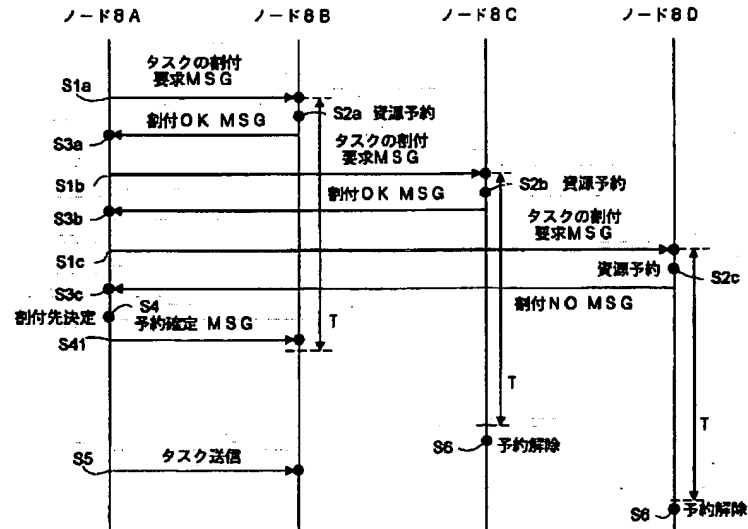 ノード8A
ノード8B
ノード8C
ノード8D
タスクの割付
要求MSG
S1a
S2a 資源予約
割付OK MSG
S3a
タスクの割付
要求MSG
S1b
S2b 資源予約
割付OK MSG
S3b
タスクの割付
要求MSG
S1c
資源予約
S2c
S3c
割付NO MSG
S4
割付先決定
予約確定 MSG
S41
T
T
T
S6
予約解除
S5
タスク送信
S6
予約解除